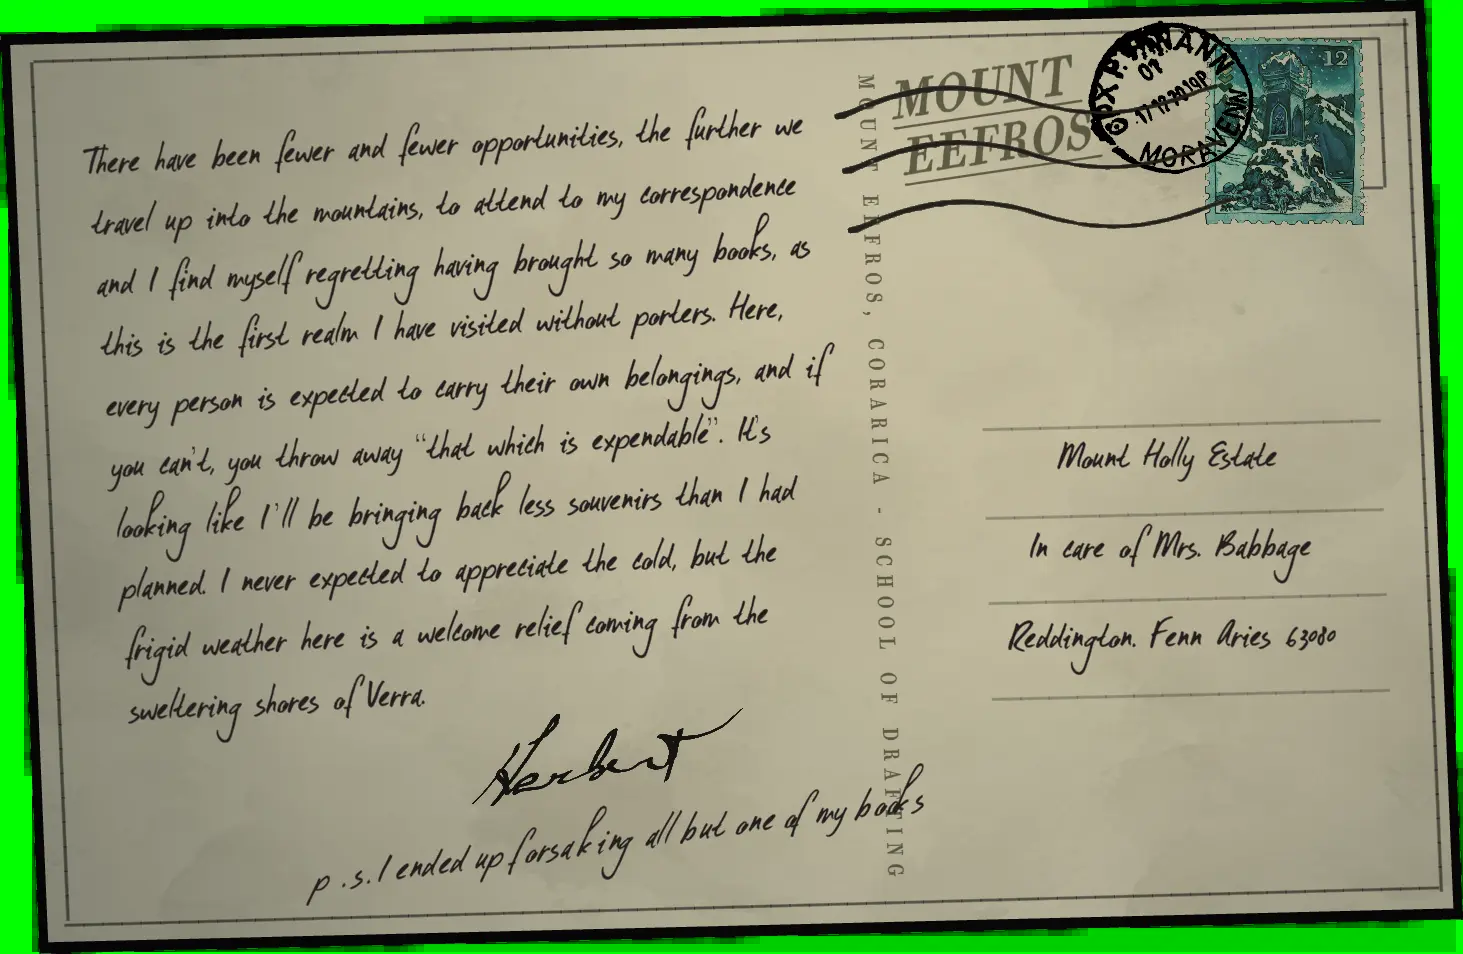 There have been fewer and fewer opportunities, the further we
travel up into the mountains, to attend to my correspondence
and I find myself regretting having brought so many books, as
this is the first realm I have visited without porters. Here,
every person is expected to carry their own belongings, and if
you can't, you throw away "that which is expendable". It's
looking like I'll be bringing back less souvenirs than I had
planned. I never expected to appreciate the cold, but the
frigid weather here is a welcome relief coming from the
sweltering shores of Verra.
Herbert
p.s. I ended up forsaking all but one of my books
MOUNT EEFROS, CORARICA - SCHOOL OF DRAFTING
MOUNT
EEFROS
MORAVENN
12
Mount Holly Estate
In care of Mrs. Babbage
Reddington. Fenn Aries 63080